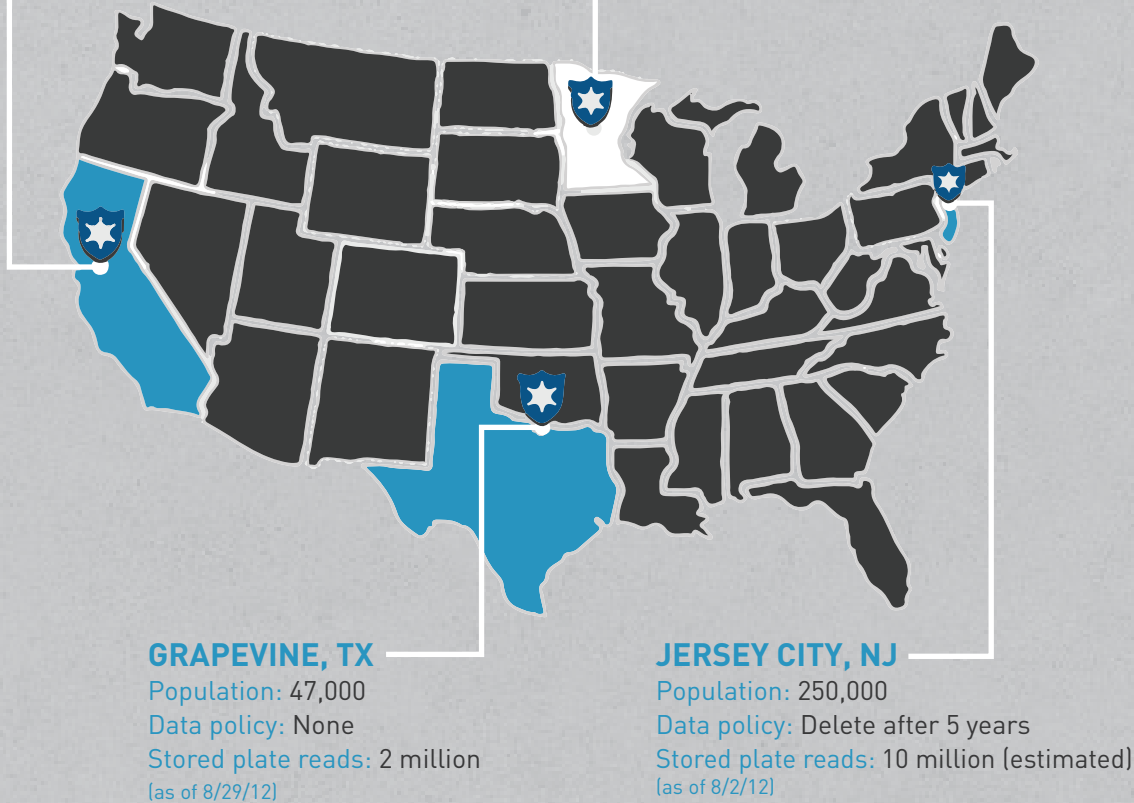 GRAPEVINE, TX
Population: 47,000
Data policy: None
Stored plate reads: 2 million
(as of 8/29/12)
JERSEY CITY, NJ
Population: 250,000
Data policy: Delete after 5 years
Stored plate reads: 10 million (estimated)
(as of 8/2/12)